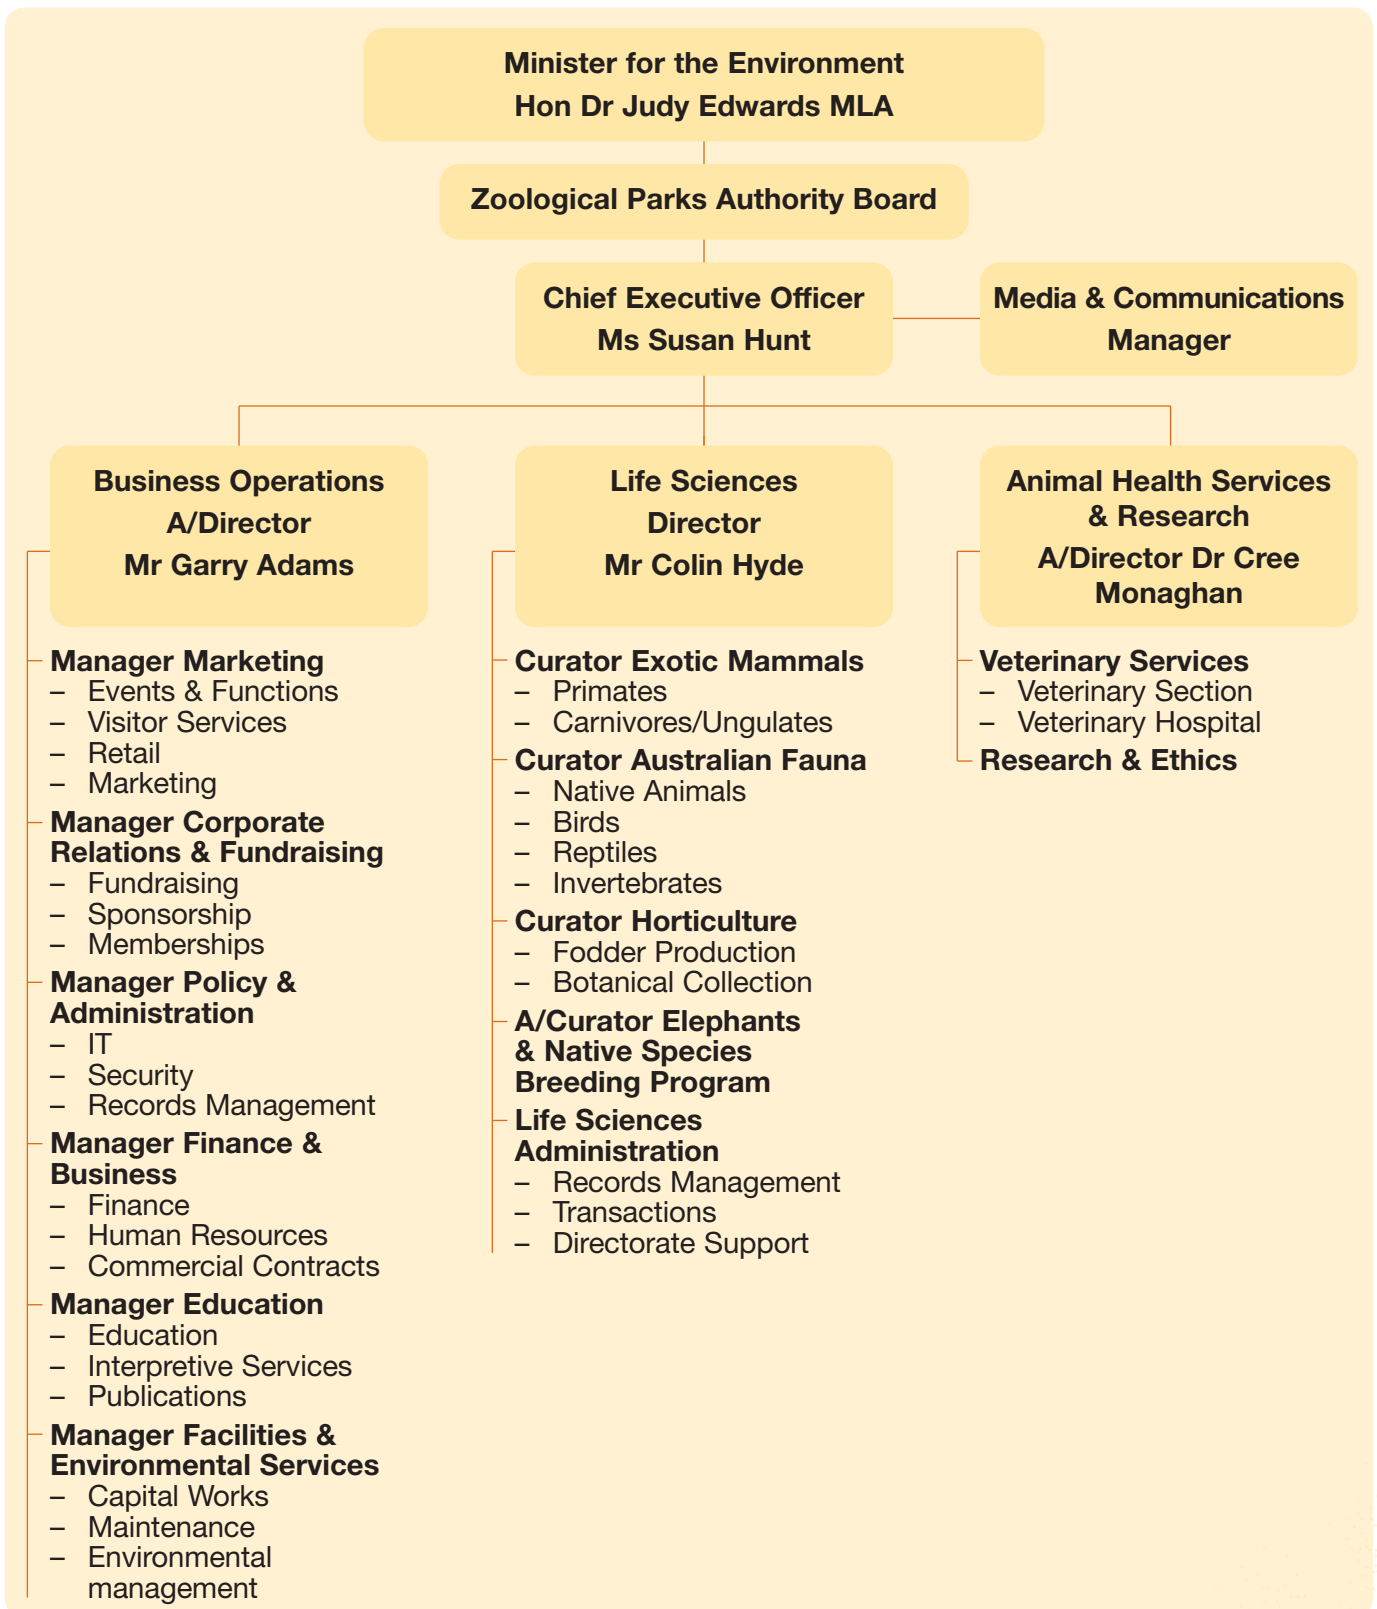 Minister for the Environment
Hon Dr Judy Edwards MLA
Zoological Parks Authority Board
Chief Executive Officer
Ms Susan Hunt
Media & Communications
Manager
Business Operations
A/Director
Mr Garry Adams
Manager Marketing
– Events & Functions
– Visitor Services
– Retail
– Marketing
Manager Corporate
Relations & Fundraising
– Fundraising
– Sponsorship
– Memberships
Manager Policy &
Administration
– IT
– Security
– Records Management
Manager Finance &
Business
– Finance
– Human Resources
– Commercial Contracts
Manager Education
– Education
– Interpretive Services
– Publications
Manager Facilities &
Environmental Services
– Capital Works
– Maintenance
– Environmental
management
Life Sciences
Director
Mr Colin Hyde
Curator Exotic Mammals
– Primates
– Carnivores/Ungulates
Curator Australian Fauna
– Native Animals
– Birds
– Reptiles
– Invertebrates
Curator Horticulture
– Fodder Production
– Botanical Collection
A/Curator Elephants
& Native Species
Breeding Program
Life Sciences
Administration
– Records Management
– Transactions
– Directorate Support
Animal Health Services
& Research
A/Director Dr Cree
Monaghan
Veterinary Services
– Veterinary Section
– Veterinary Hospital
Research & Ethics